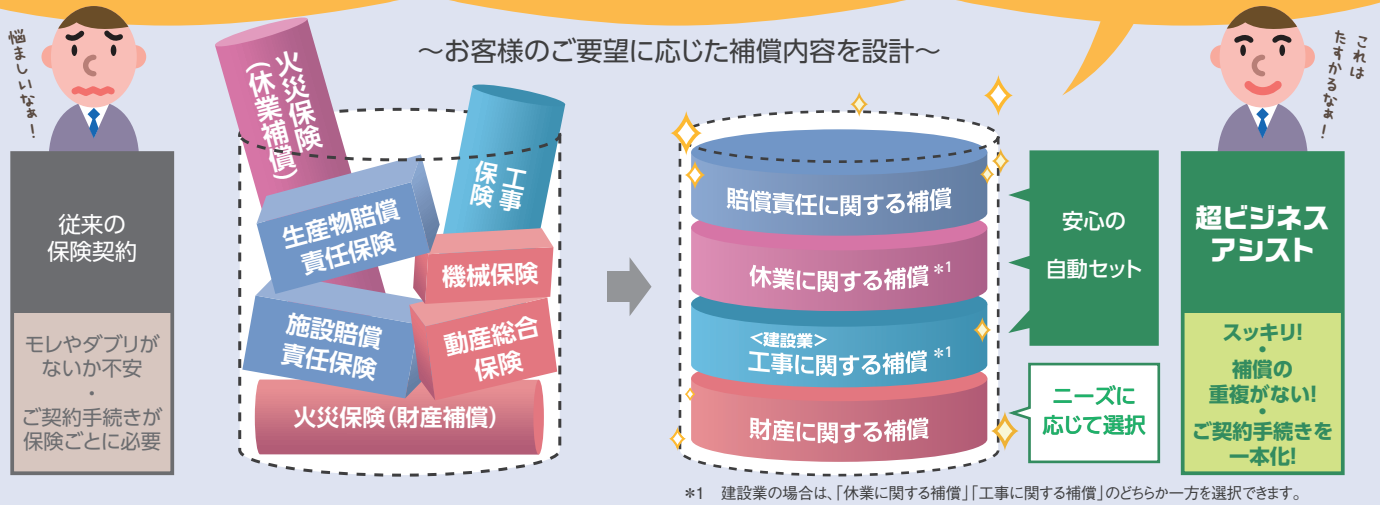 ～お客様のご要望に応じた補償内容を設計～
悩ましいなぁ！
従来の
保険契約
モレやダブリが
ないか不安
・
ご契約手続きが
保険ごとに必要
火災保険
（休業補償）
工事
保険
生産物賠償
責任保険
機械保険
施設賠償
責任保険
動産総合
保険
火災保険（財産補償）
賠償責任に関する補償
休業に関する補償＊1
＜建設業＞
工事に関する補償＊1
財産に関する補償
安心の
自動セット
ニーズに
応じて選択
これは
たすかるなぁ！
超ビジネス
アシスト
スッキリ！
・
補償の
重複がない！
・
ご契約手続きを
一本化！
＊1　建設業の場合は、「休業に関する補償」「工事に関する補償」のどちらか一方を選択できます。